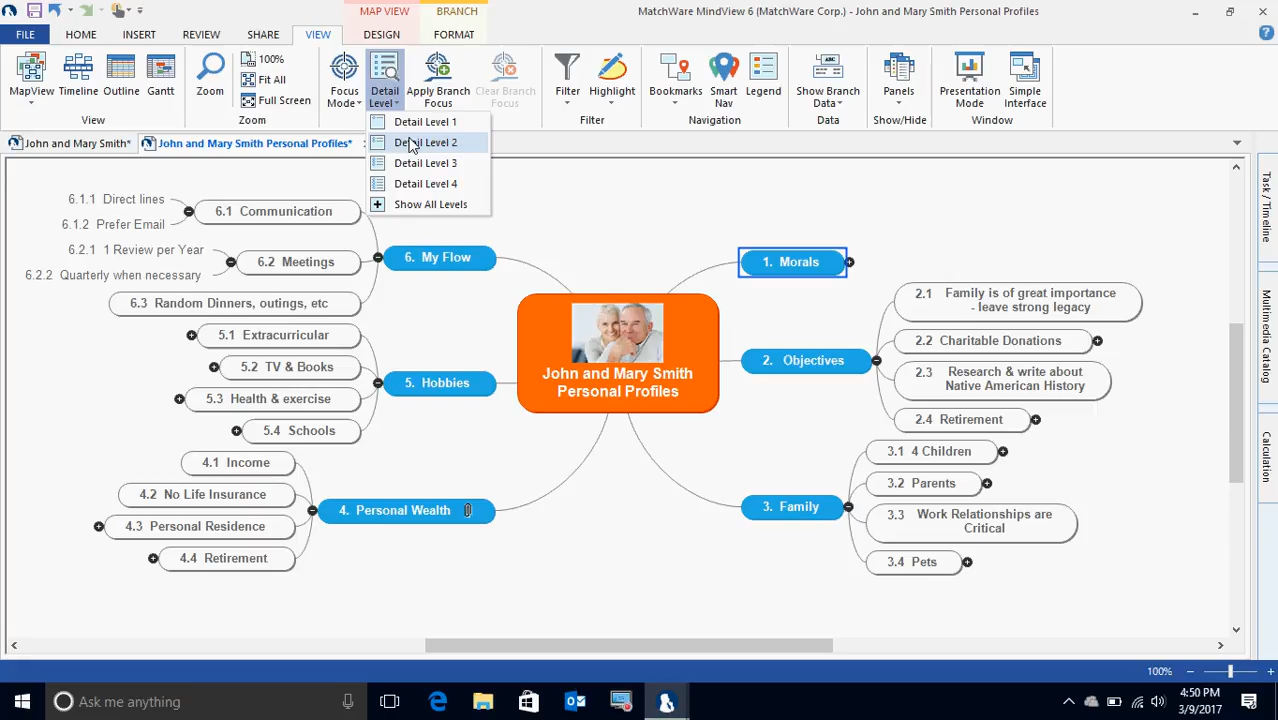 MAP VIEW
BRANCH
MatchWare MindView 6 (MatchWare Corp.) - John and Mary Smith Personal Profiles
FILE
HOME
INSERT
REVIEW
SHARE
VIEW
DESIGN
FORMAT
MapView
Timeline
Outline
Gantt
View
Zoom
100%
Fit All
Full Screen
Zoom
Focus
Mode
Detail
Level
Apply Branch
Focus
Clear Branch
Focus
Filter
Highlight
Filter
Bookmarks
Smart
Nav
Legend
Navigation
ABC
Show Branch
Data
Data
Panels
Show/Hide
Presentation
Mode
Simple
Interface
Window
Detail Level 1
Detail Level 2
Detail Level 3
Detail Level 4
Show All Levels
John and Mary Smith*
John and Mary Smith Personal Profiles*
6.1.1 Direct lines
6.1.2 Prefer Email
6.1 Communication
6.2.1 1 Review per Year
6.2.2 Quarterly when necessary
6.2 Meetings
6.3 Random Dinners, outings, etc
6. My Flow
5.1 Extracurricular
5.2 TV & Books
5.3 Health & exercise
5.4 Schools
5. Hobbies
4.1 Income
4.2 No Life Insurance
4.3 Personal Residence
4.4 Retirement
4. Personal Wealth
John and Mary Smith
Personal Profiles
1. Morals
2. Objectives
2.1 Family is of great importance
- leave strong legacy
2.2 Charitable Donations
2.3 Research & write about
Native American History
2.4 Retirement
3. Family
3.1 4 Children
3.2 Parents
3.3 Work Relationships are
Critical
3.4 Pets
Task / Timeline
Multimedia Catalog
Calculation
100%
Ask me anything
4:50 PM
3/9/2017